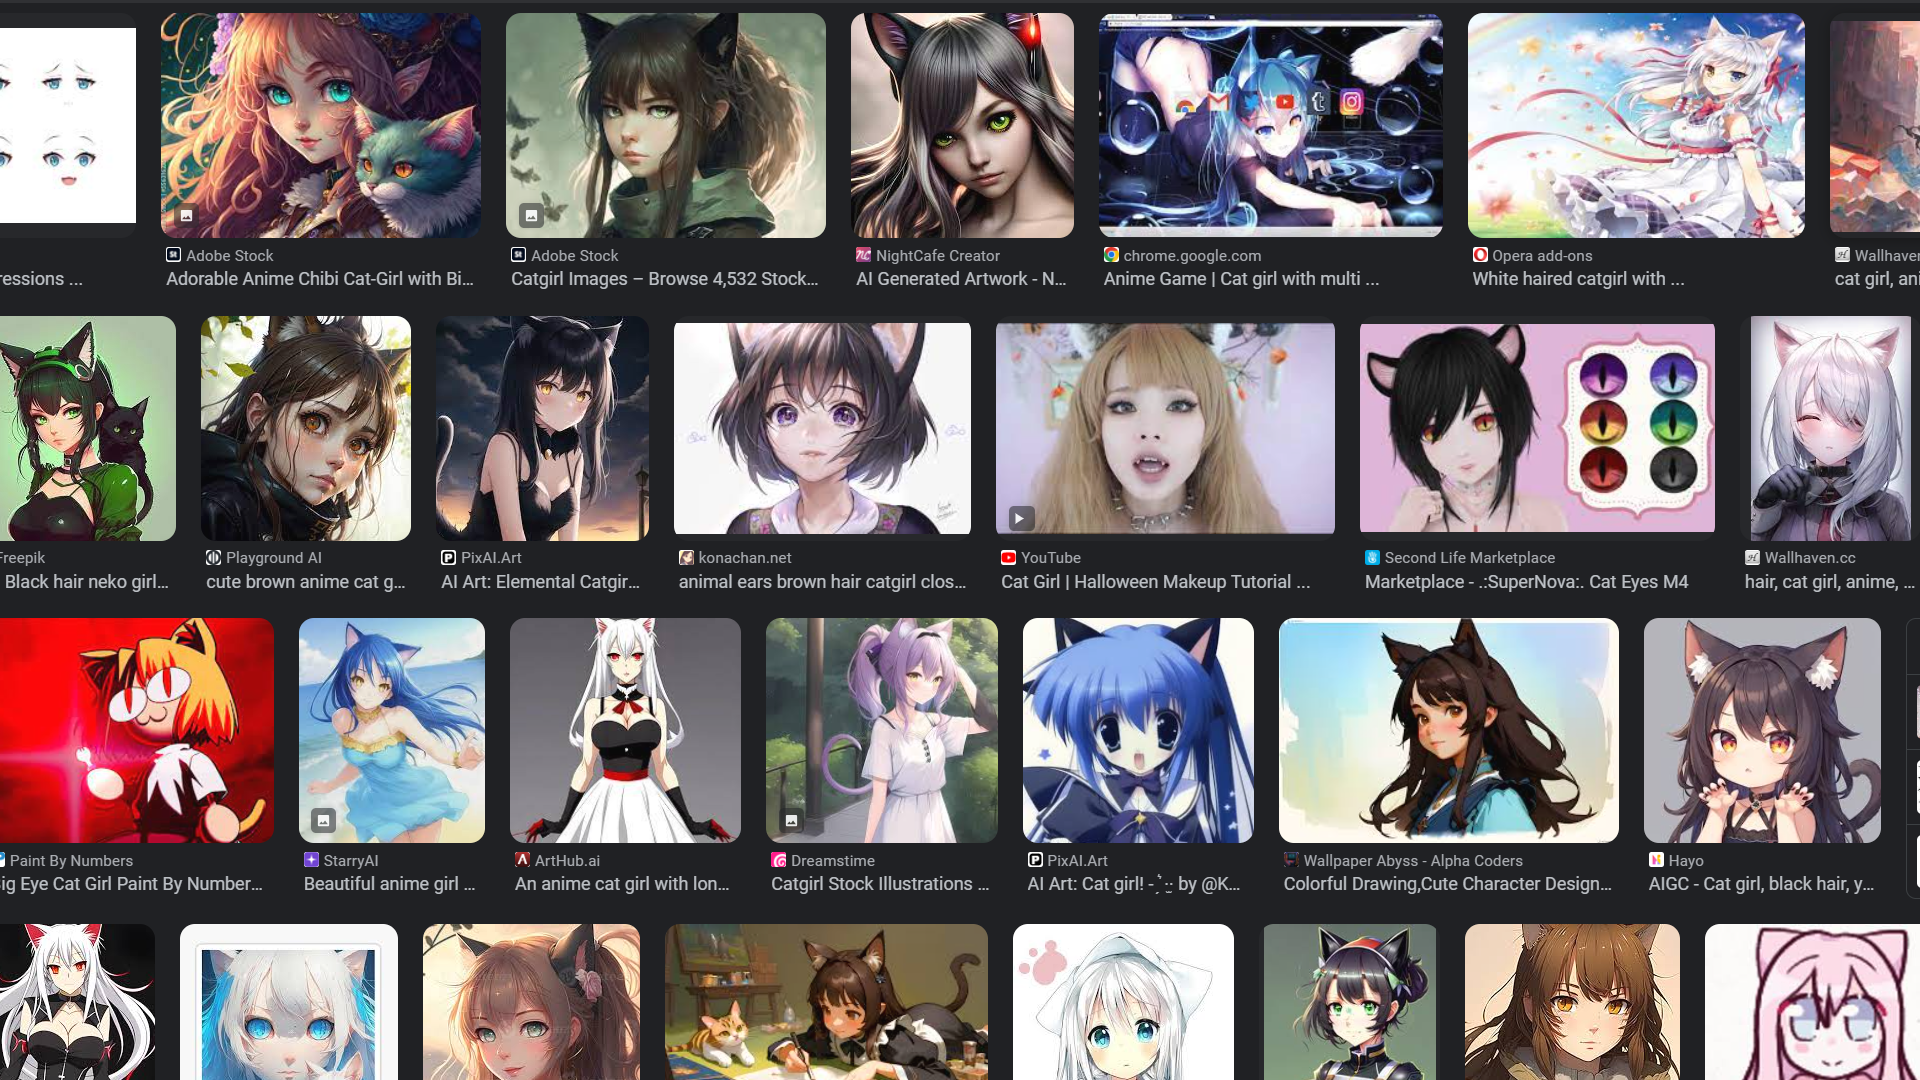 Adobe Stock
Adobe Stock
NightCafe Creator
chrome.google.com
Opera add-ons
Wallhaven
ressions ...
Adorable Anime Chibi Cat-Girl with Bi...
Catgirl Images – Browse 4,532 Stock...
AI Generated Artwork - N...
Anime Game | Cat girl with multi ...
White haired catgirl with ...
cat girl, ani
Freepik
Playground AI
PixAI.Art
konachan.net
YouTube
Second Life Marketplace
Wallhaven.cc
Black hair neko girl...
cute brown anime cat g...
AI Art: Elemental Catgir...
animal ears brown hair catgirl clos...
Cat Girl | Halloween Makeup Tutorial ...
Marketplace - .:SuperNova:. Cat Eyes M4
hair, cat girl, anime, ...
Paint By Numbers
StarryAI
ArtHub.ai
Dreamstime
PixAI.Art
Wallpaper Abyss - Alpha Coders
Hayo
ig Eye Cat Girl Paint By Number...
Beautiful anime girl ...
An anime cat girl with lon...
Catgirl Stock Illustrations ...
AI Art: Cat girl! - by @K...
Colorful Drawing,Cute Character Design...
AIGC - Cat girl, black hair, y...